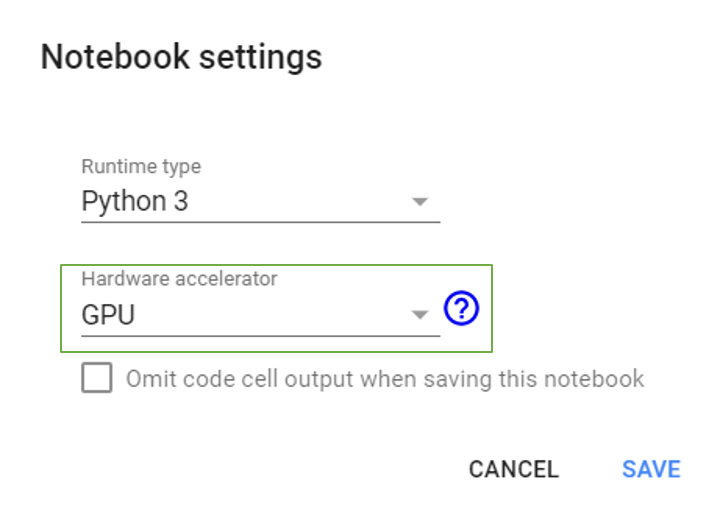 Notebook settings
Runtime type
Python 3
Hardware accelerator
GPU
?
Omit code cell output when saving this notebook
CANCEL SAVE